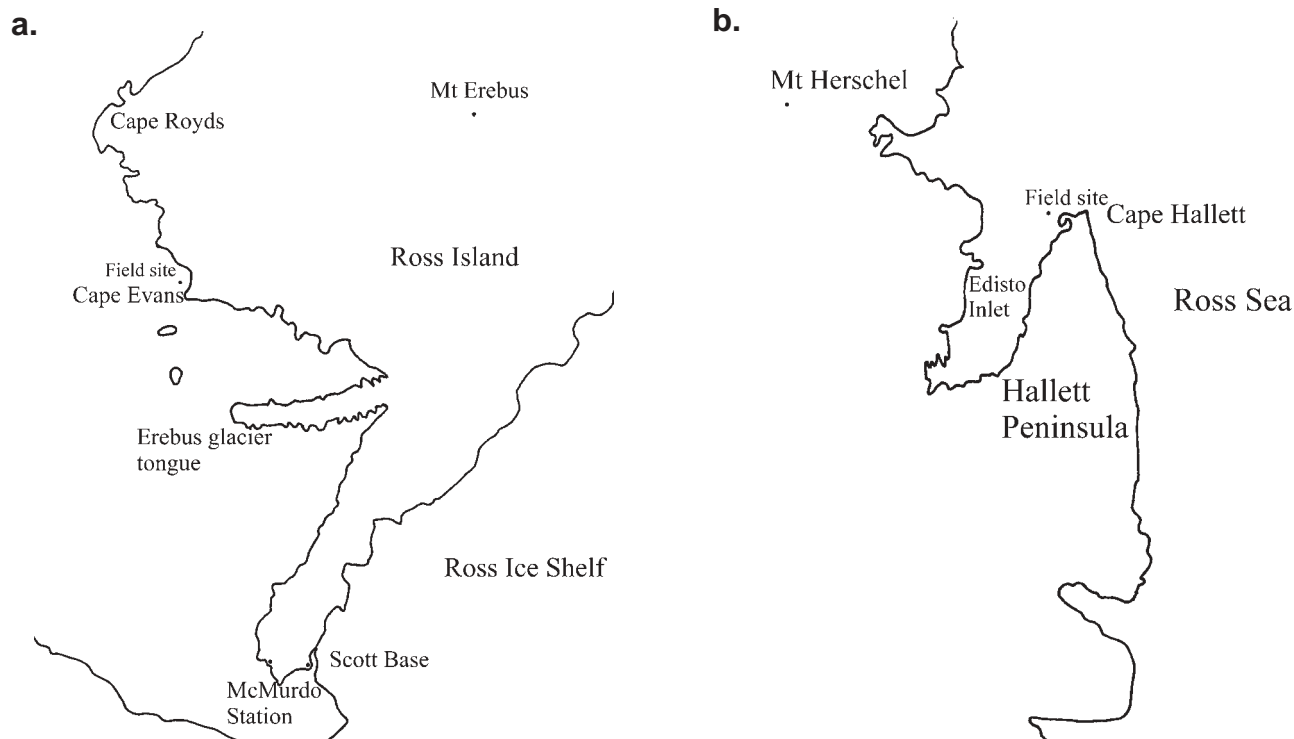 a.
Mt Erebus
Cape Royds
Ross Island
Field site
Cape Evans
Erebus glacier
tongue
Ross Ice Shelf
Scott Base
McMurdo
Station
b.
Mt Herschel
Field site
Cape Hallett
Edisto
Inlet
Ross Sea
Hallett
Peninsula